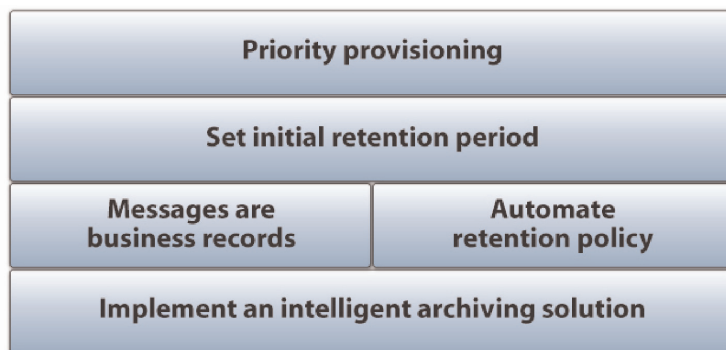 Priority provisioning
Set initial retention period
Messages are
business records
Automate
retention policy
Implement an intelligent archiving solution